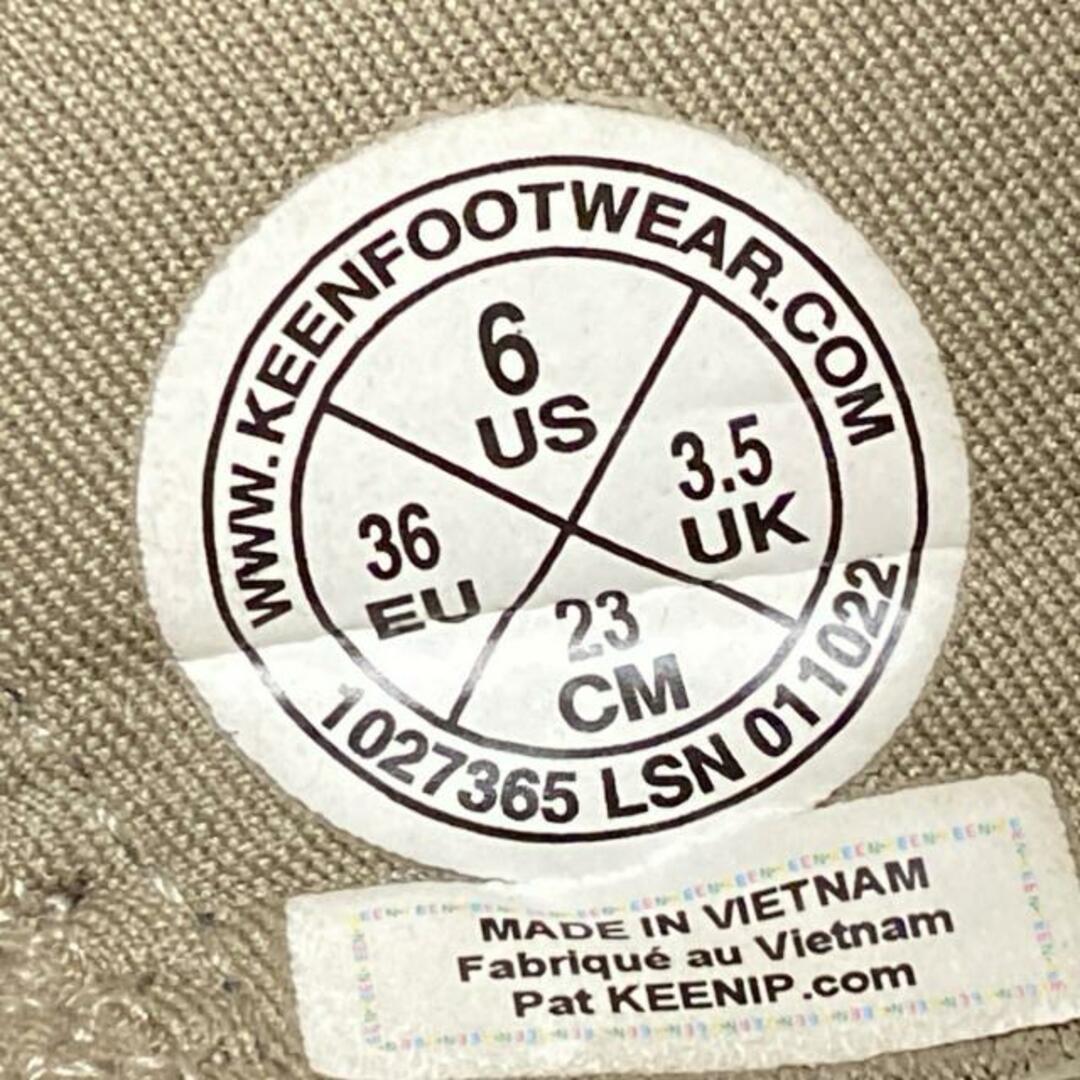 WWW.KEENFOOTWEAR.COM
6
US
3.5
UK
36
EU
23
CM
1027365 LSN 011022
MADE IN VIETNAM
Fabriqué au Vietnam
Pat KEENIP.com